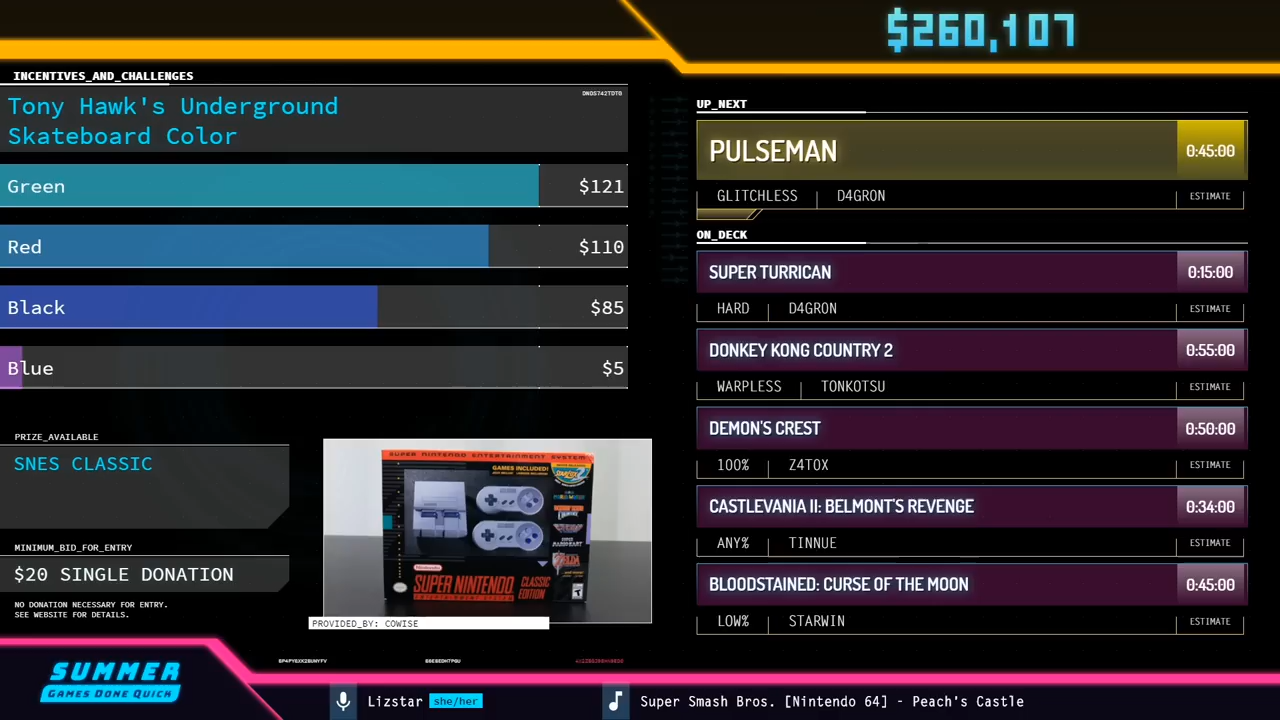 $260,107
INCENTIVES_AND_CHALLENGES
Tony Hawk's Underground
Skateboard Color
Green $121
Red $110
Black $85
Blue $5
PRIZE_AVAILABLE
SNES CLASSIC
MINIMUM_BID_FOR_ENTRY
$20 SINGLE DONATION
NO DONATION NECESSARY FOR ENTRY.
SEE WEBSITE FOR DETAILS.
SUPER NINTENDO ENTERTAINMENT SYSTEM
GAMES INCLUDED!
Nintendo
SUPER NINTENDO
CLASSIC
EDITION
PROVIDED_BY: COWISE
UP_NEXT
PULSEMAN 0:45:00
GLITCHLESS D4GRON ESTIMATE
ON_DECK
SUPER TURRICAN 0:15:00
HARD D4GRON ESTIMATE
DONKEY KONG COUNTRY 2 0:55:00
WARPLESS TONKOTSU ESTIMATE
DEMON'S CREST 0:50:00
100% Z4TOX ESTIMATE
CASTLEVANIA II: BELMONT'S REVENGE 0:34:00
ANY% TINNUE ESTIMATE
BLOODSTAINED: CURSE OF THE MOON 0:45:00
LOW% STARWIN ESTIMATE
SUMMER
GAMES DONE QUICK
Lizstar she/her
Super Smash Bros. [Nintendo 64] - Peach's Castle